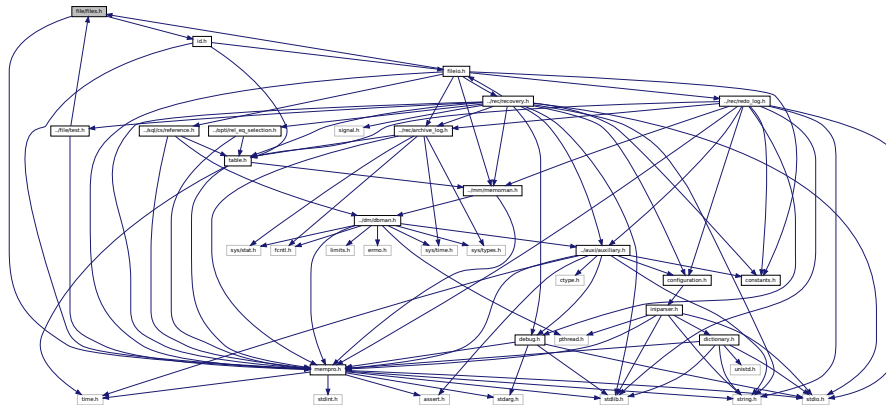 file/files.h
id.h
fileio.h
../rec/recovery.h
../rec/redo_log.h
../file/test.h
../sql/cs/reference.h
../opti/rel_eq_selection.h
signal.h
../rec/archive_log.h
table.h
../mm/memoman.h
../dm/dbman.h
sys/stat.h
fcntl.h
limits.h
errno.h
sys/time.h
sys/types.h
../auxi/auxiliary.h
ctype.h
configuration.h
constants.h
iniparser.h
debug.h
pthread.h
dictionary.h
mempro.h
unistd.h
time.h
stdint.h
assert.h
stdarg.h
stdlib.h
string.h
stdio.h